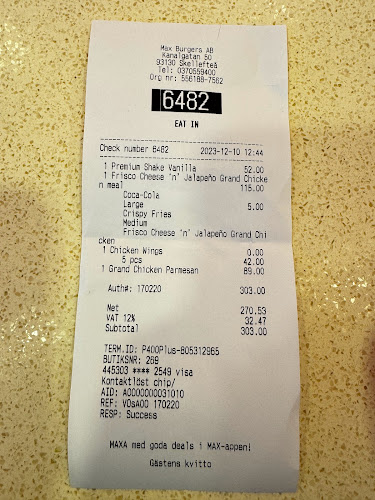 Max Burgers AB
Kanalgatan 50
93130 Skellefteå
Tel: 0370559400
Org nr: 556188-7562
6482
EAT IN
Check number 6482 2023-12-10 12:44
1 Premium Shake Vanilla 52.00
1 Frisco Cheese 'n' Jalapeño Grand Chicke
n meal 115.00
Coca-Cola
Large 5.00
Crispy Fries
Medium
Frisco Cheese 'n' Jalapeño Grand Chi
cken
1 Chicken Wings 0.00
5 pcs 42.00
1 Grand Chicken Parmesan 89.00
Auth#: 170220 303.00
Net 270.53
VAT 12% 32.47
Subtotal 303.00
TERM.ID: P400Plus-805312965
BUTIKSNR: 289
445303 **** 2549 visa
Kontaktlöst chip/
AID: A0000000031010
REF: VOsA00 170220
RESP: Success
MAXA med goda deals i MAX-appen!
Gästens kvitto